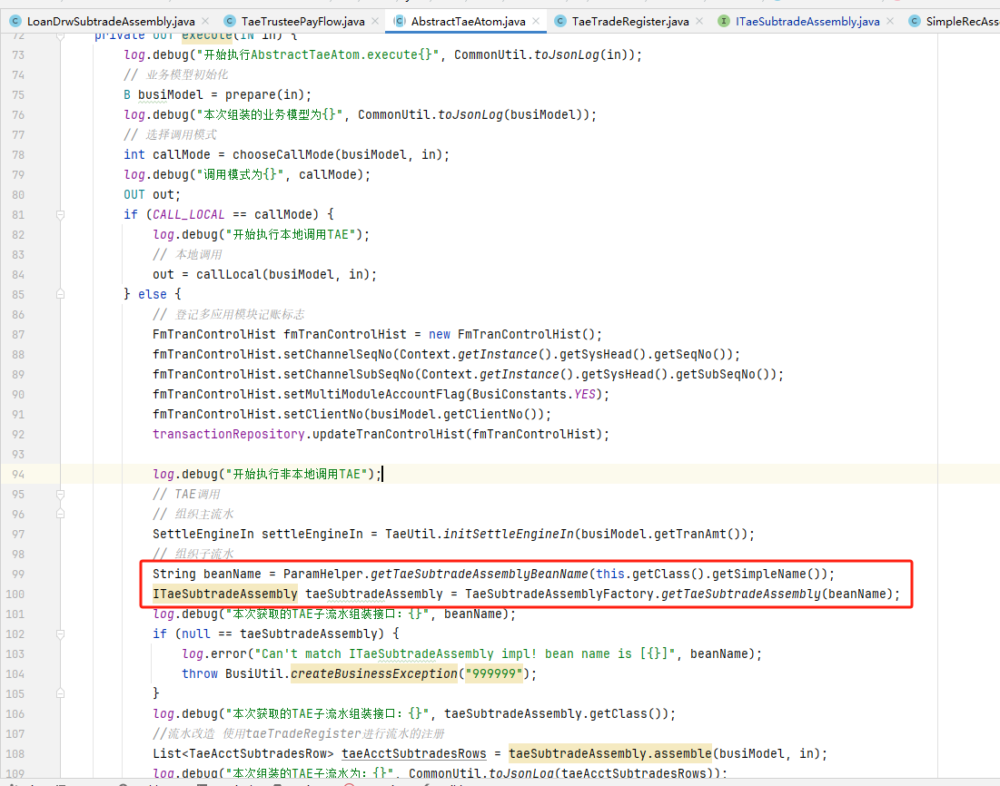 LoanDrwSubtradeAssembly.java × TaeTrusteePayFlow.java × AbstractTaeAtom.java × TaeTradeRegister.java × ITaeSubtradeAssembly.java × SimpleRecAss
72 private OUT execute(IN in) {
73 log.debug("开始执行AbstractTaeAtom.execute{}", CommonUtil.toJsonLog(in));
74 // 业务模型初始化
75 B busiModel = prepare(in);
76 log.debug("本次组装的业务模型为{}", CommonUtil.toJsonLog(busiModel));
77 // 选择调用模式
78 int callMode = chooseCallMode(busiModel, in);
79 log.debug("调用模式为{}", callMode);
80 OUT out;
81 if (CALL_LOCAL == callMode) {
82 log.debug("开始执行本地调用TAE");
83 // 本地调用
84 out = callLocal(busiModel, in);
85 } else {
86 // 登记多应用模块记账标志
87 FmTranControlHist fmTranControlHist = new FmTranControlHist();
88 fmTranControlHist.setChannelSeqNo(Context.getInstance().getSysHead().getSeqNo());
89 fmTranControlHist.setChannelSubSeqNo(Context.getInstance().getSysHead().getSubSeqNo());
90 fmTranControlHist.setMultiModuleAccountFlag(BusiConstants.YES);
91 fmTranControlHist.setClientNo(busiModel.getClientNo());
92 transactionRepository.updateTranControlHist(fmTranControlHist);
93
94 log.debug("开始执行非本地调用TAE");
95 // TAE调用
96 // 组织主流水
97 SettleEngineIn settleEngineIn = TaeUtil.initSettleEngineIn(busiModel.getTranAmt());
98 // 组织子流水
99 String beanName = ParamHelper.getTaeSubtradeAssemblyBeanName(this.getClass().getSimpleName());
100 ITaeSubtradeAssembly taeSubtradeAssembly = TaeSubtradeAssemblyFactory.getTaeSubtradeAssembly(beanName);
101 log.debug("本次获取的TAE子流水组装接口：{}", beanName);
102 if (null == taeSubtradeAssembly) {
103 log.error("Can't match ITaeSubtradeAssembly impl! bean name is [{}]", beanName);
104 throw BusiUtil.createBusinessException("999999");
105 }
106 log.debug("本次获取的TAE子流水组装接口：{}", taeSubtradeAssembly.getClass());
107 //流水改造 使用taeTradeRegister进行流水的注册
108 List<TaeAcctSubtradesRow> taeAcctSubtradesRows = taeSubtradeAssembly.assemble(busiModel, in);
109 log.debug("本次组装的TAE子流水为：{}", CommonUtil.toJsonLog(taeAcctSubtradesRows));